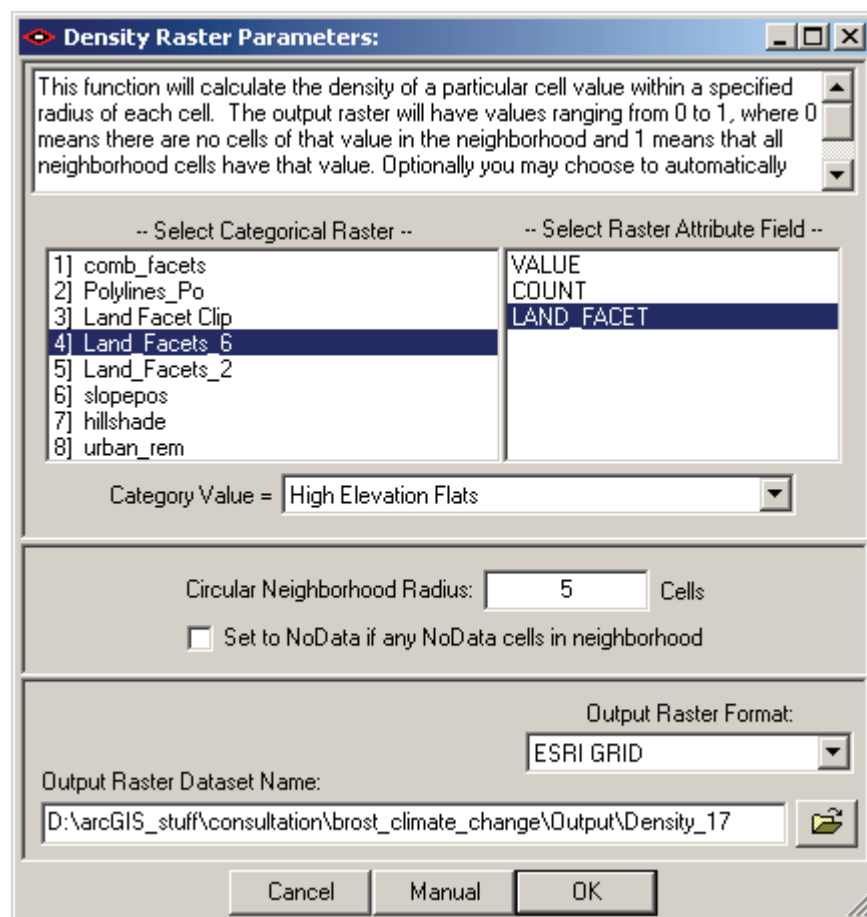 Density Raster Parameters:
This function will calculate the density of a particular cell value within a specified
radius of each cell.  The output raster will have values ranging from 0 to 1, where 0
means there are no cells of that value in the neighborhood and 1 means that all
neighborhood cells have that value. Optionally you may choose to automatically
-- Select Categorical Raster --
1] comb_facets
2] Polylines_Po
3] Land Facet Clip
4] Land_Facets_6
5] Land_Facets_2
6] slopepos
7] hillshade
8] urban_rem
-- Select Raster Attribute Field --
VALUE
COUNT
LAND_FACET
Category Value = High Elevation Flats
Circular Neighborhood Radius: 5 Cells
Set to NoData if any NoData cells in neighborhood
Output Raster Format:
ESRI GRID
Output Raster Dataset Name:
D:\arcGIS_stuff\consultation\brost_climate_change\Output\Density_17
Cancel Manual OK